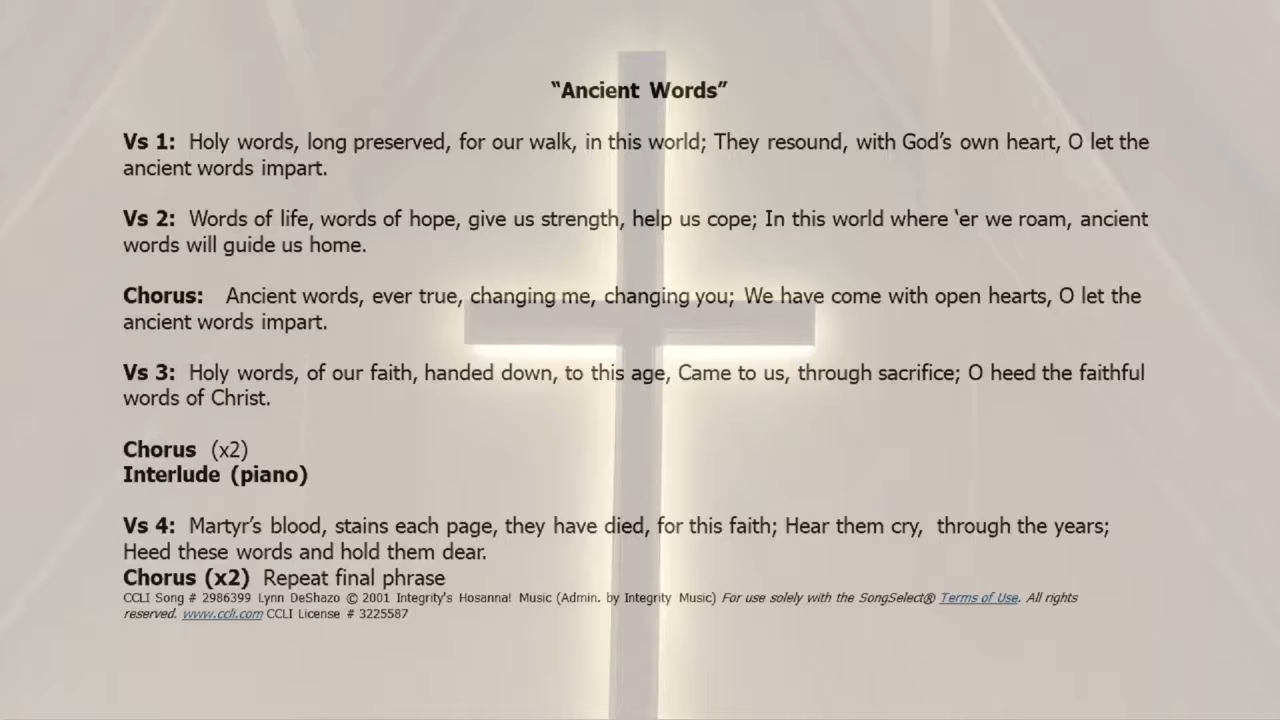 “Ancient Words”
Vs 1: Holy words, long preserved, for our walk, in this world; They resound, with God’s own heart, O let the
ancient words impart.
Vs 2: Words of life, words of hope, give us strength, help us cope; In this world where ‘er we roam, ancient
words will guide us home.
Chorus: Ancient words, ever true, changing me, changing you; We have come with open hearts, O let the
ancient words impart.
Vs 3: Holy words, of our faith, handed down, to this age, Came to us, through sacrifice; O heed the faithful
words of Christ.
Chorus (x2)
Interlude (piano)
Vs 4: Martyr’s blood, stains each page, they have died, for this faith; Hear them cry, through the years;
Heed these words and hold them dear.
Chorus (x2) Repeat final phrase
CCLI Song # 2986399 Lynn DeShazo © 2001 Integrity's Hosanna! Music (Admin. by Integrity Music) For use solely with the SongSelect® Terms of Use. All rights
reserved. www.ccli.com CCLI License # 3225587